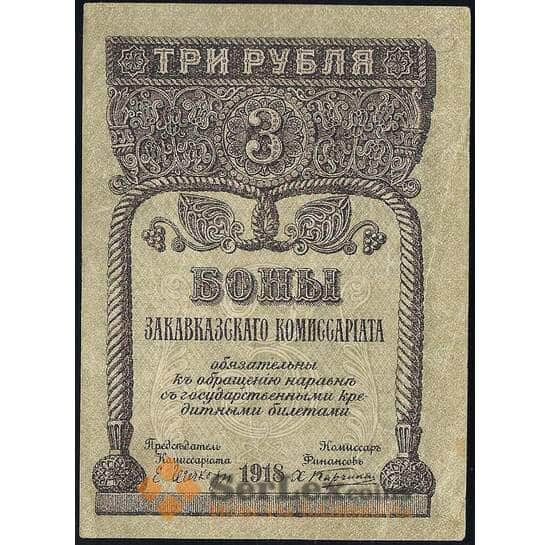 ТРИ РУБЛЯ
3
БОНЫ
ЗАКАВКАЗСКАГО КОМИССАРІАТА
обязательны
къ обращенію наравнѣ
съ государственными кре-
дитными билетами
Предсѣдатель Комиссаръ
Комиссаріата Финансовъ
1918